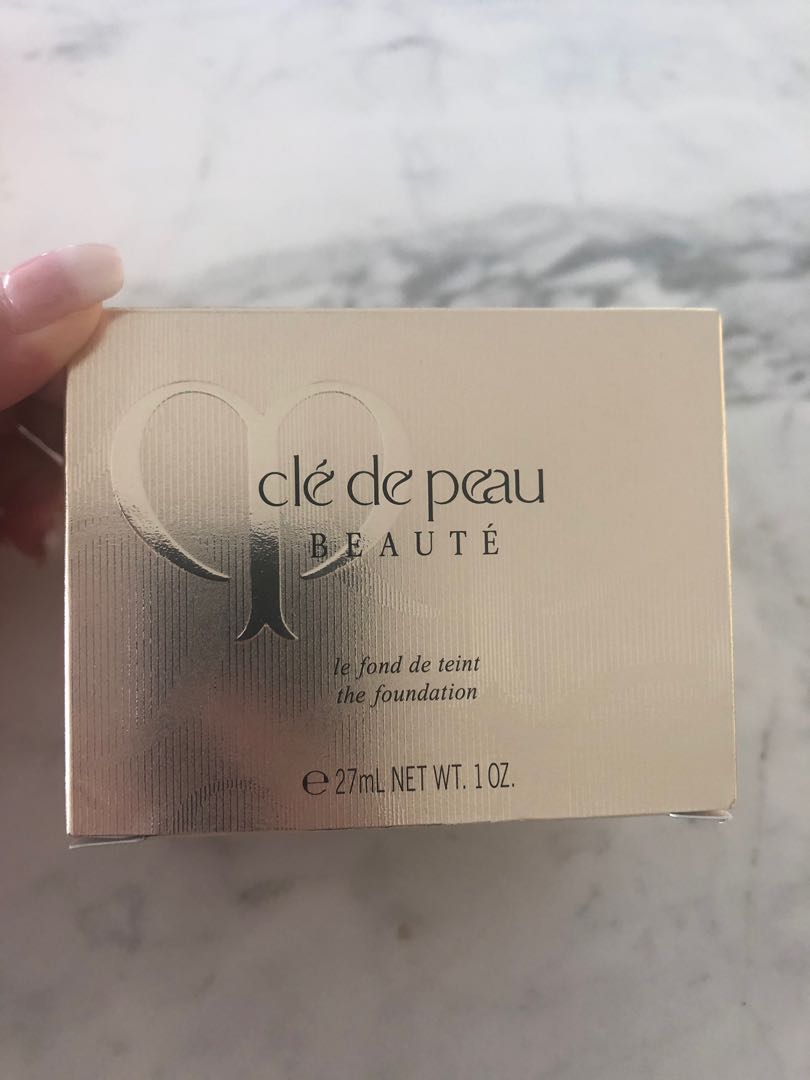 clé de peau
BEAUTÉ
le fond de teint
the foundation
℮ 27mL NET WT. 1 OZ.